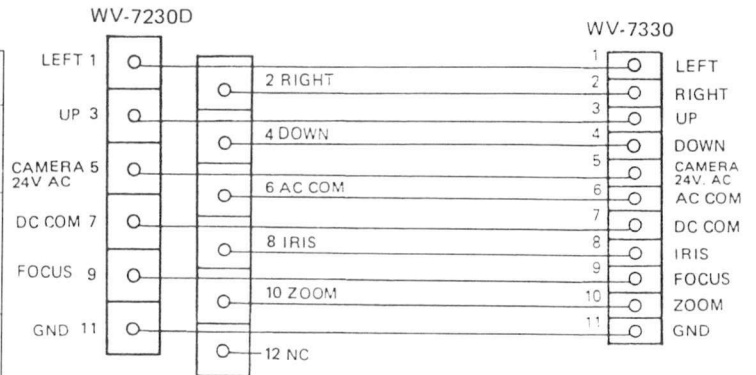 WV-7230D
WV-7330
LEFT 1
2 RIGHT
UP 3
4 DOWN
CAMERA 5
24V AC
6 AC COM
DC COM 7
8 IRIS
FOCUS 9
10 ZOOM
GND 11
12 NC
1 LEFT
2 RIGHT
3 UP
4 DOWN
5 CAMERA
24V. AC
6 AC COM
7 DC COM
8 IRIS
9 FOCUS
10 ZOOM
11 GND